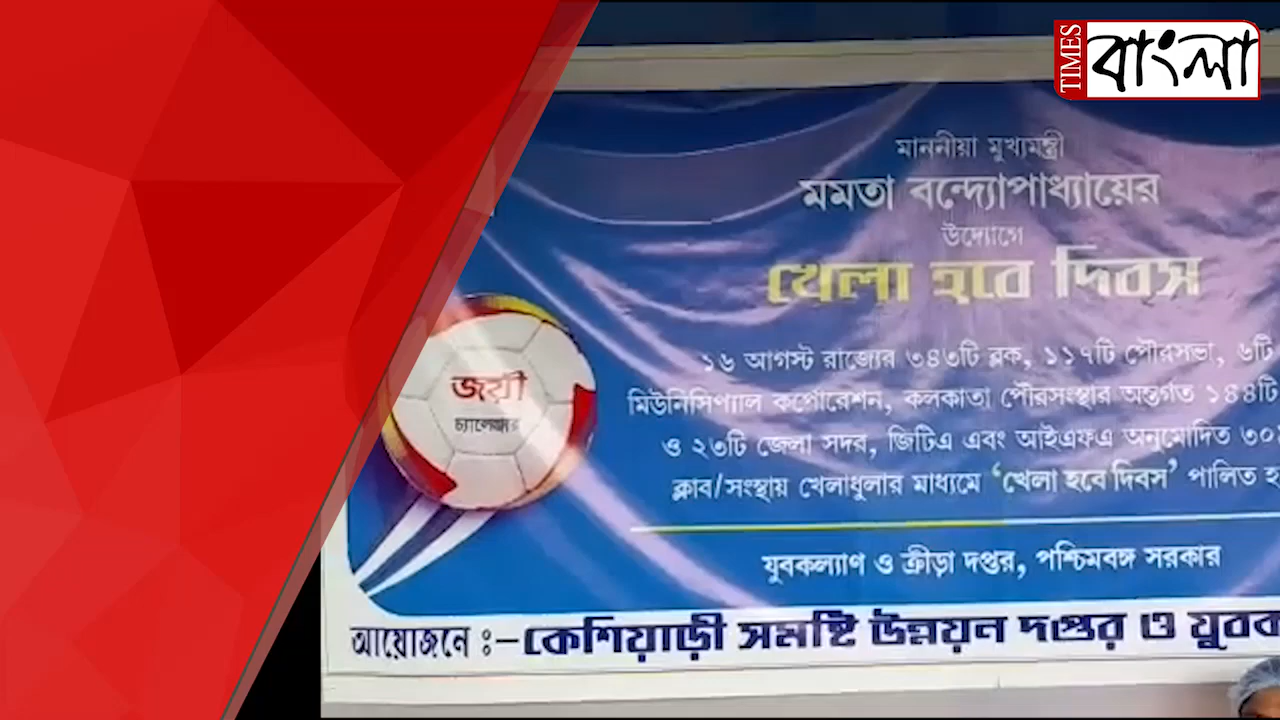 TIMES বাংলা
মাননীয়া মুখ্যমন্ত্রী
মমতা বন্দ্যোপাধ্যায়ের
উদ্যোগে
খেলা হবে দিবস
১৬ আগস্ট রাজ্যের ৩৪৩টি ব্লক, ১১৭টি পৌরসভা, ৬টি
মিউনিসিপ্যাল কর্পোরেশন, কলকাতা পৌরসংস্থার অন্তর্গত ১৪৪টি
ও ২৩টি জেলা সদর, জিটিএ এবং আইএফএ অনুমোদিত
ক্লাব/সংস্থায় খেলাধুলার মাধ্যমে ‘খেলা হবে দিবস’ পালিত
জয়ী
চ্যালেঞ্জার
যুবকল্যাণ ও ক্রীড়া দপ্তর, পশ্চিমবঙ্গ সরকার
আয়োজনে ঃ-কেশিয়াড়ী সমষ্টি উন্নয়ন দপ্তর ও